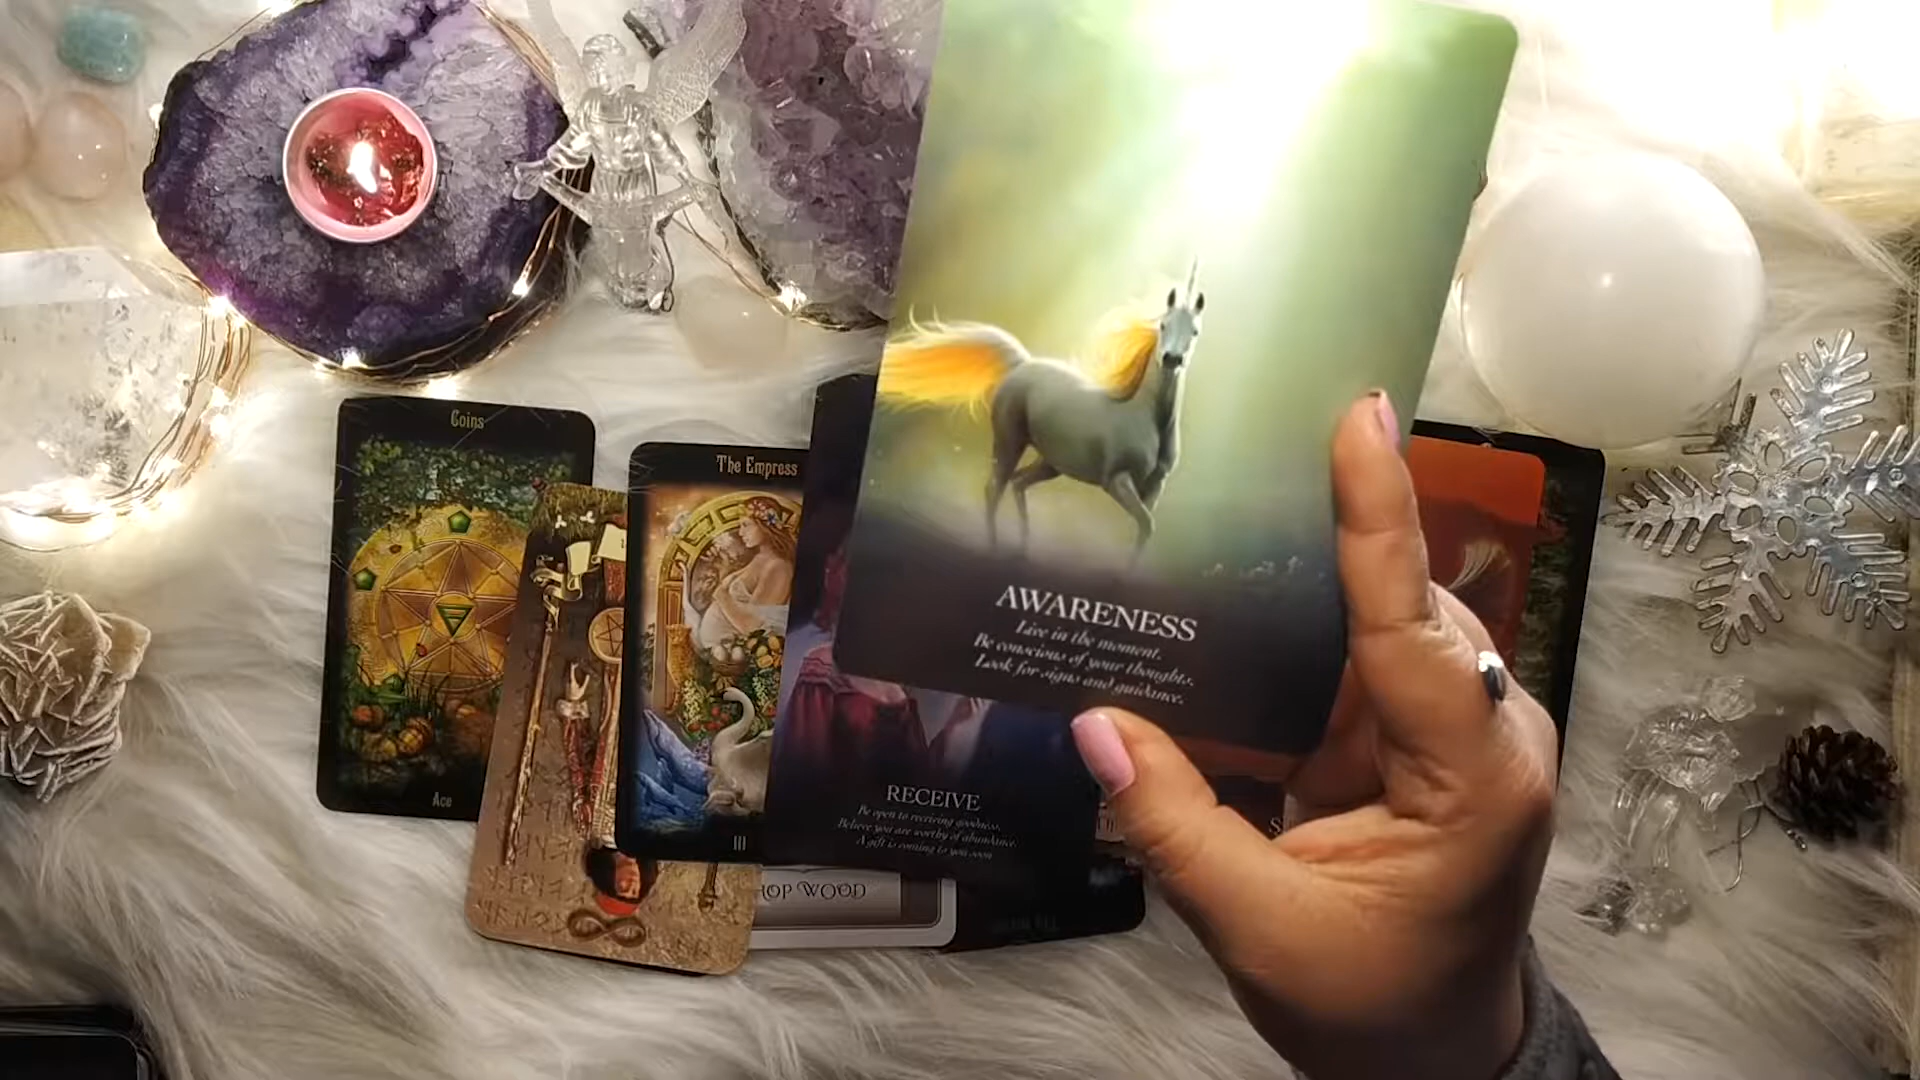 Coins
Ace
The Empress
III
AWARENESS
Live in the moment.
Be conscious of your thoughts.
Look for signs and guidance.
RECEIVE
Be open to receiving goodness.
Believe you are worthy of abundance.
A gift is coming to you soon
HOP WOOD